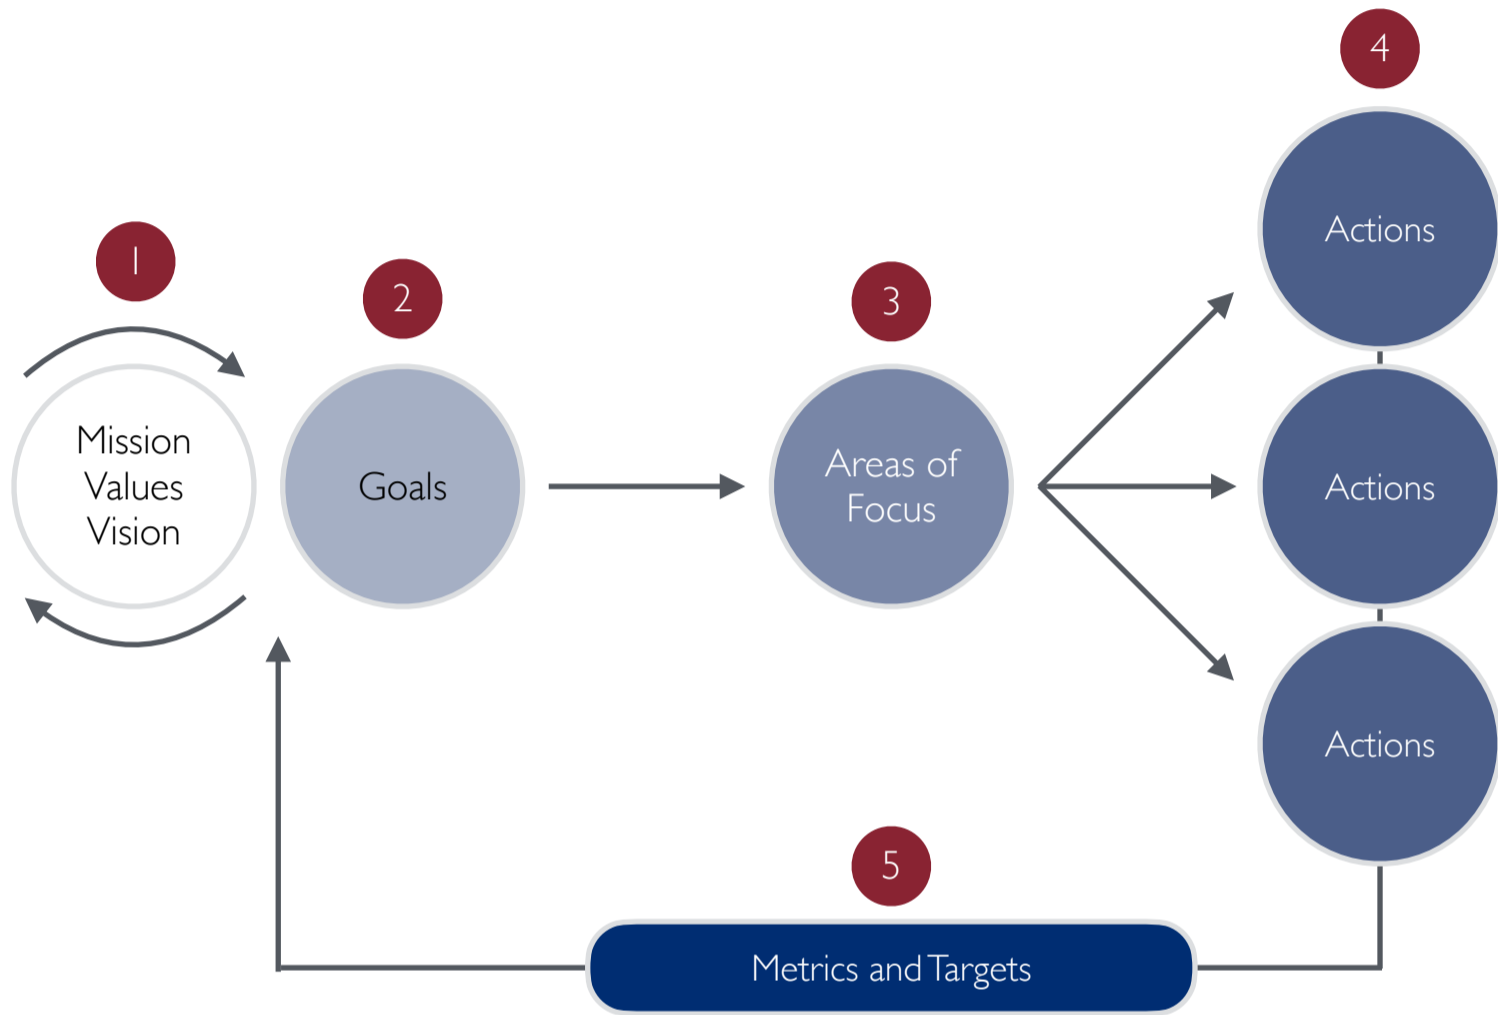 1
Mission
Values
Vision
2
Goals
3
Areas of
Focus
4
Actions
Actions
Actions
5
Metrics and Targets